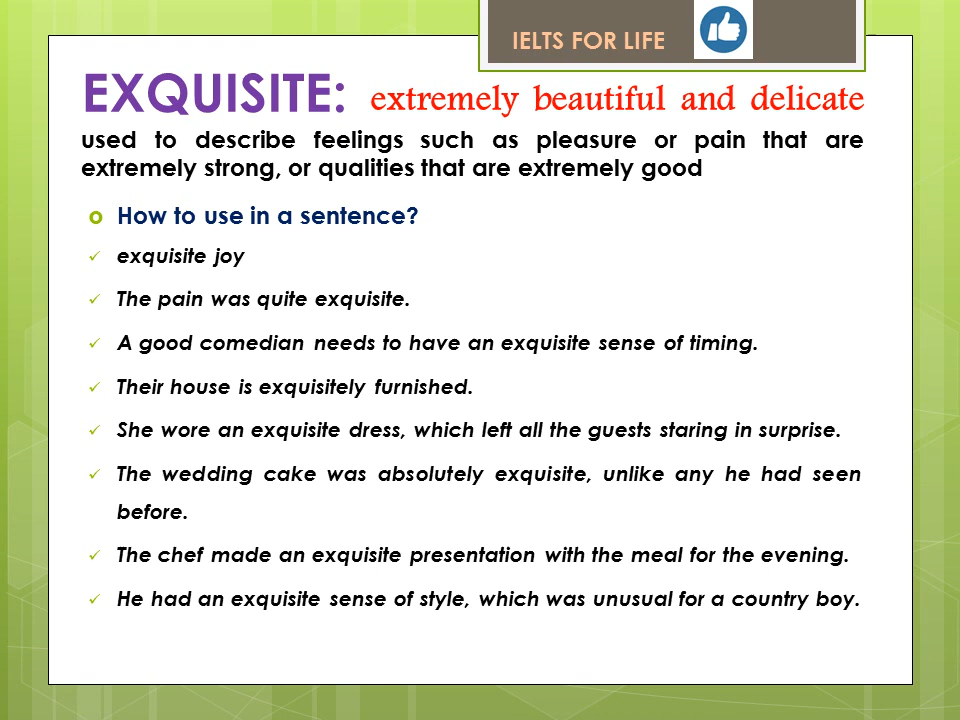 IELTS FOR LIFE
EXQUISITE: extremely beautiful and delicate
used to describe feelings such as pleasure or pain that are
extremely strong, or qualities that are extremely good
o How to use in a sentence?
✓ exquisite joy
✓ The pain was quite exquisite.
✓ A good comedian needs to have an exquisite sense of timing.
✓ Their house is exquisitely furnished.
✓ She wore an exquisite dress, which left all the guests staring in surprise.
✓ The wedding cake was absolutely exquisite, unlike any he had seen
before.
✓ The chef made an exquisite presentation with the meal for the evening.
✓ He had an exquisite sense of style, which was unusual for a country boy.